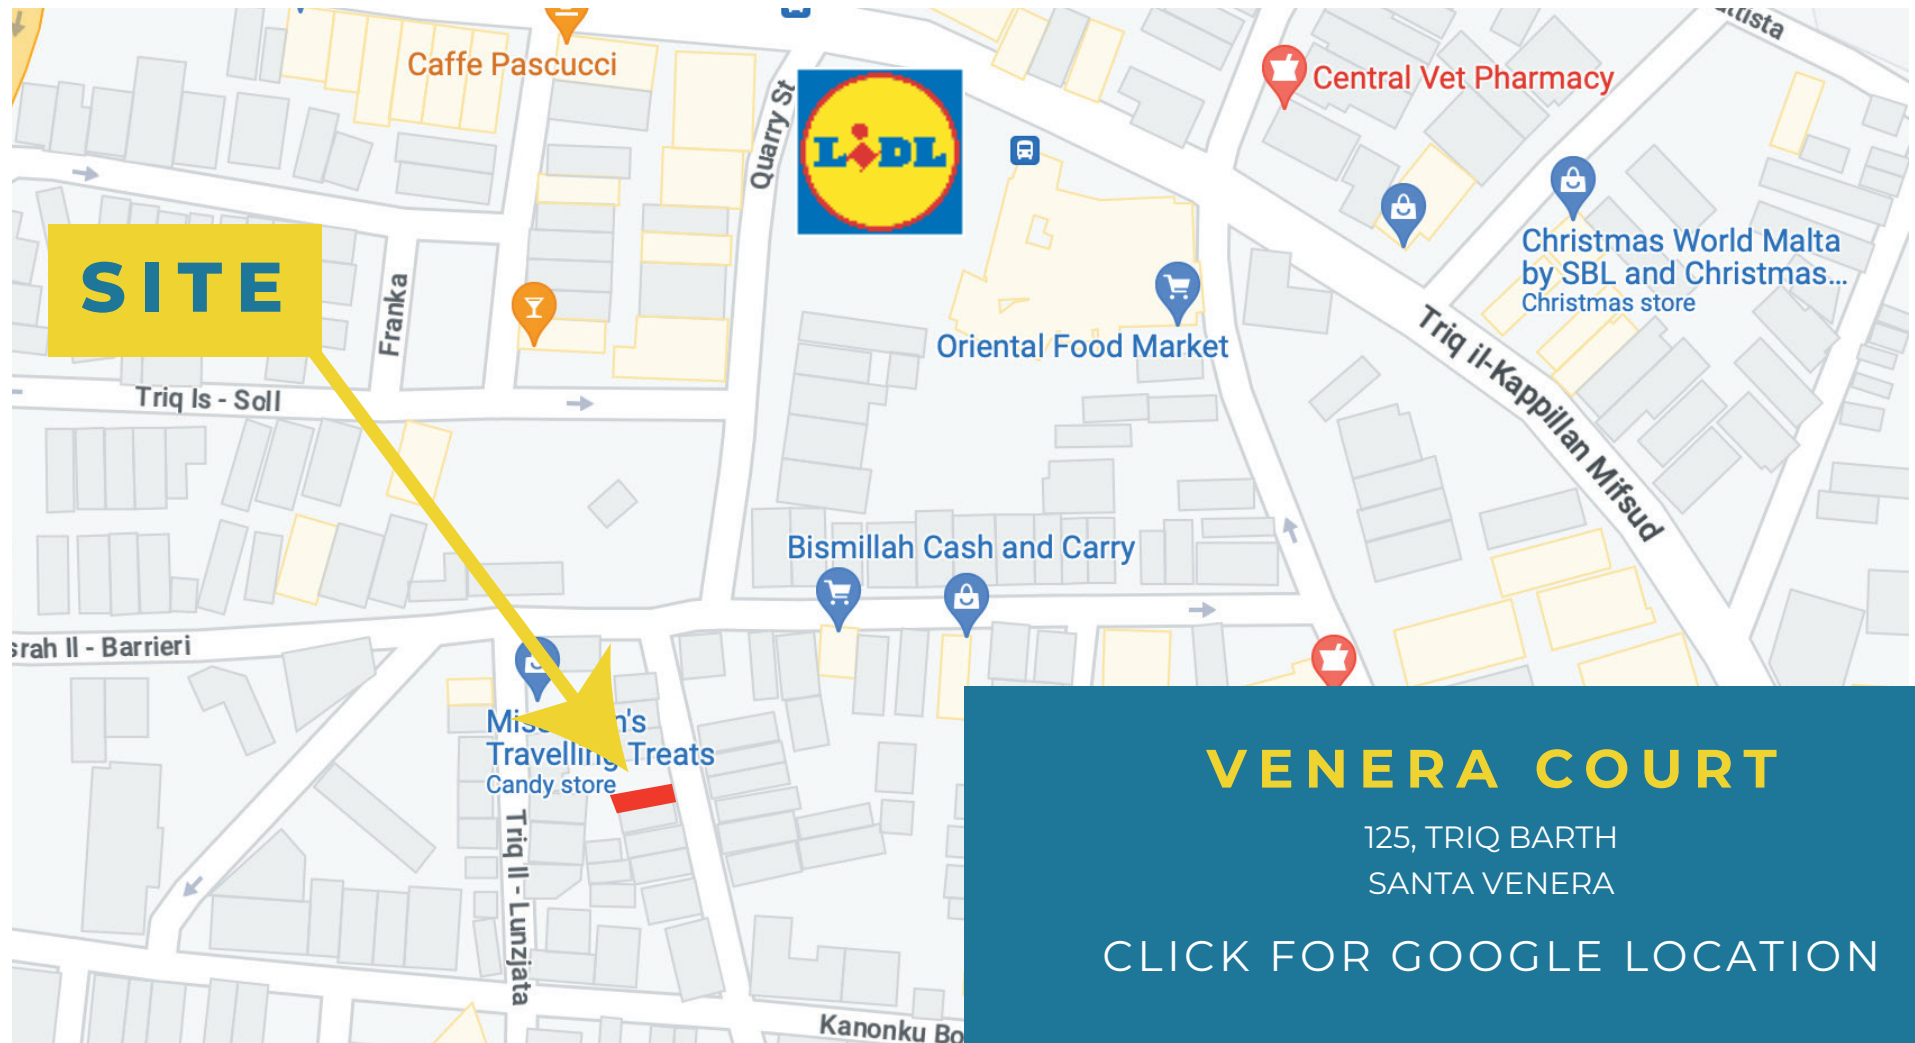 Caffe Pascucci
Quarry St
LIDL
Central Vet Pharmacy
SITE
Franka
Christmas World Malta
by SBL and Christmas...
Christmas store
Oriental Food Market
Triq il-Kappillan Mifsud
Triq Is - Soll
Bismillah Cash and Carry
Il - Barrieri
Travelling Treats
Candy store
Triq Il - Lunzjata
Kanonku
VENERA COURT
125, TRIQ BARTH
SANTA VENERA
CLICK FOR GOOGLE LOCATION